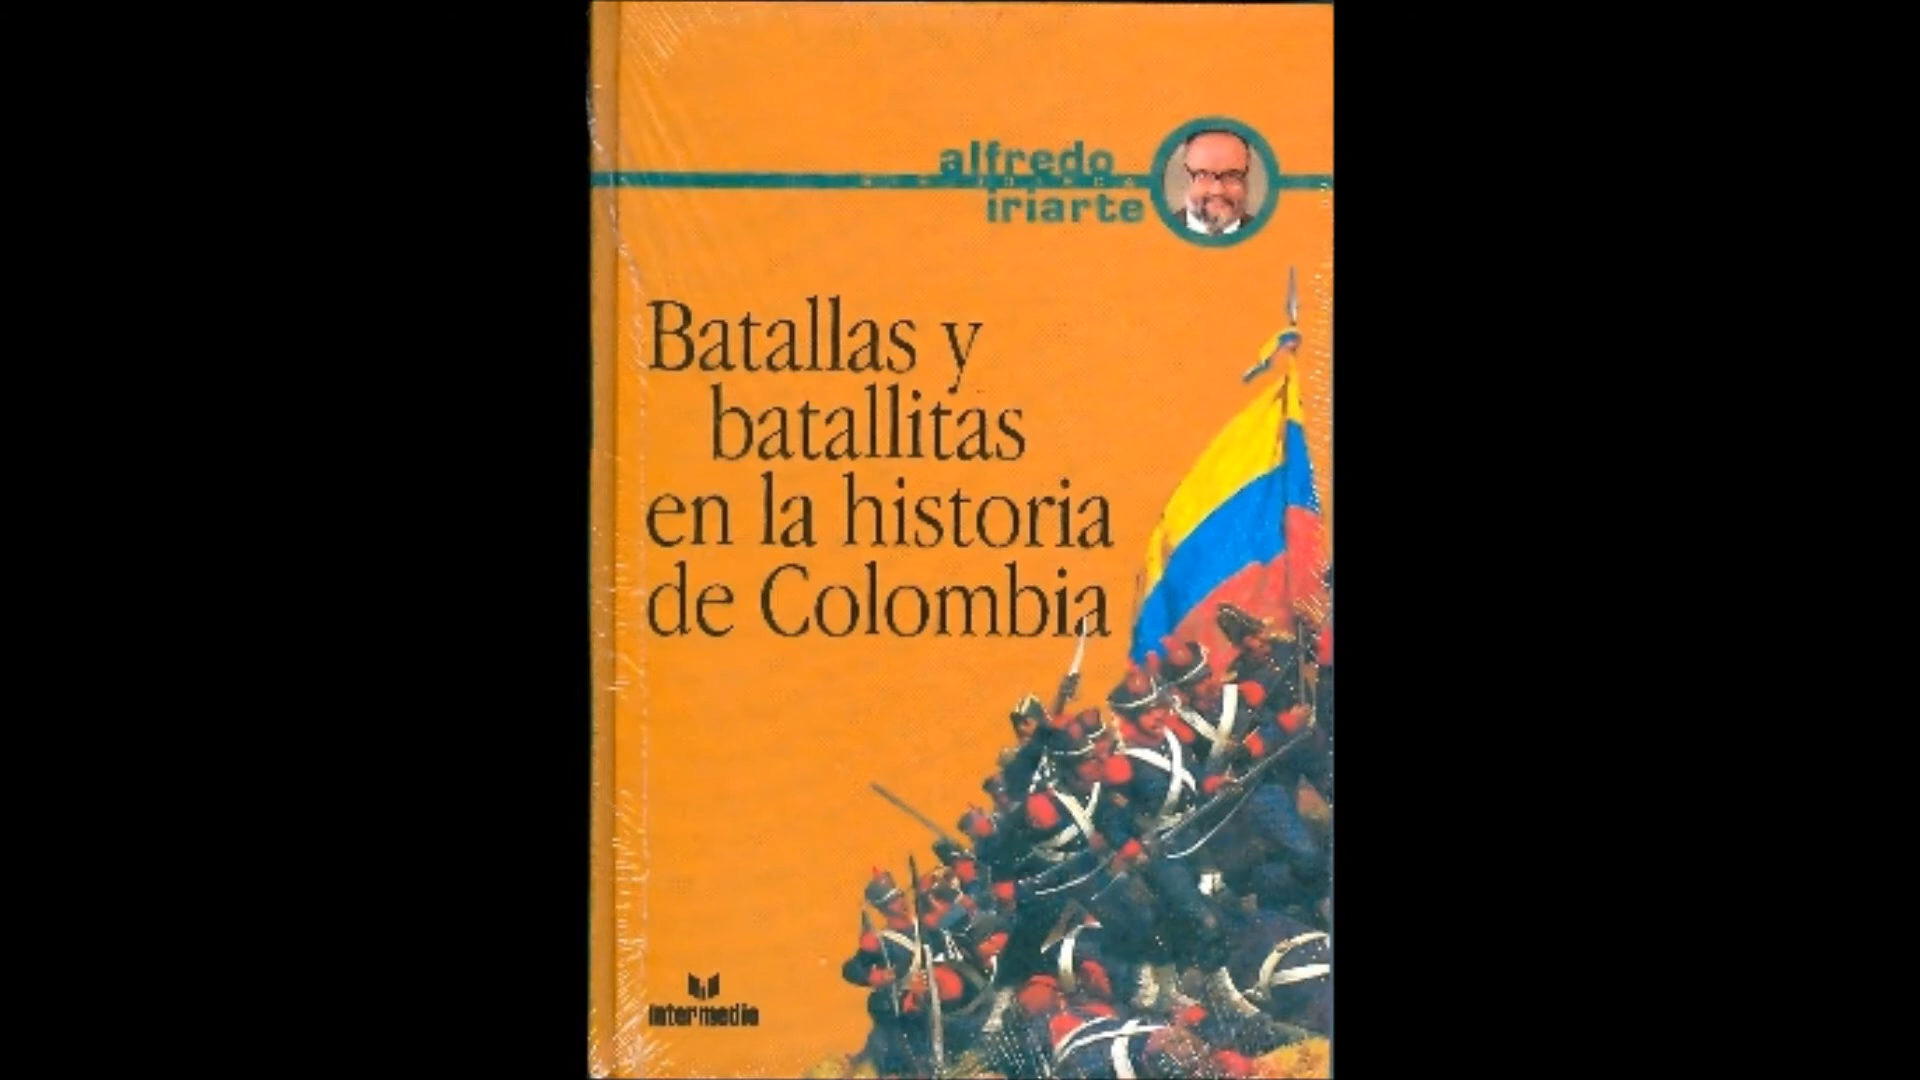 alfredo
iriarte
Batallas y
batallitas
en la historia
de Colombia
intermedio